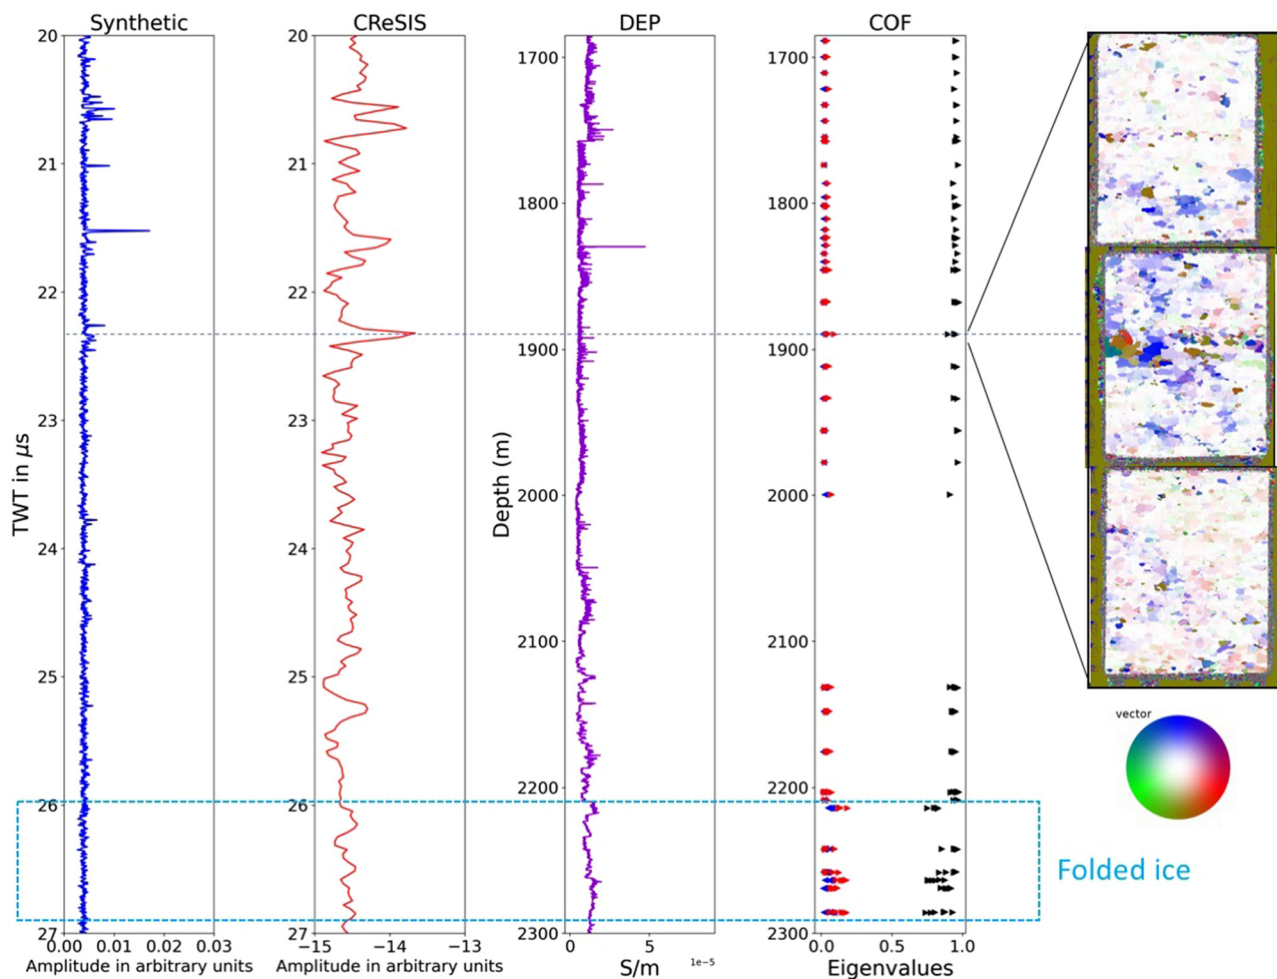 Synthetic
CReSIS
DEP
COF
20
21
22
23
24
25
26
27
TWT in μs
0.00 0.01 0.02 0.03
Amplitude in arbitrary units
20
21
22
23
24
25
26
27
−15 −14 −13
Amplitude in arbitrary units
1700
1800
1900
2000
2100
2200
2300
Depth (m)
0 5
S/m 1e−5
1700
1800
1900
2000
2100
2200
2300
0.0 0.5 1.0
Eigenvalues
vector
Folded ice